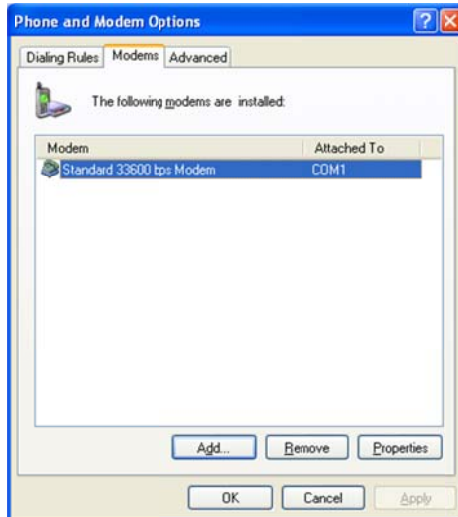 Phone and Modem Options
Dialing Rules Modems Advanced
The following modems are installed:
Modem Attached To
Standard 33600 bps Modem COM1
Add... Remove Properties
OK Cancel Apply